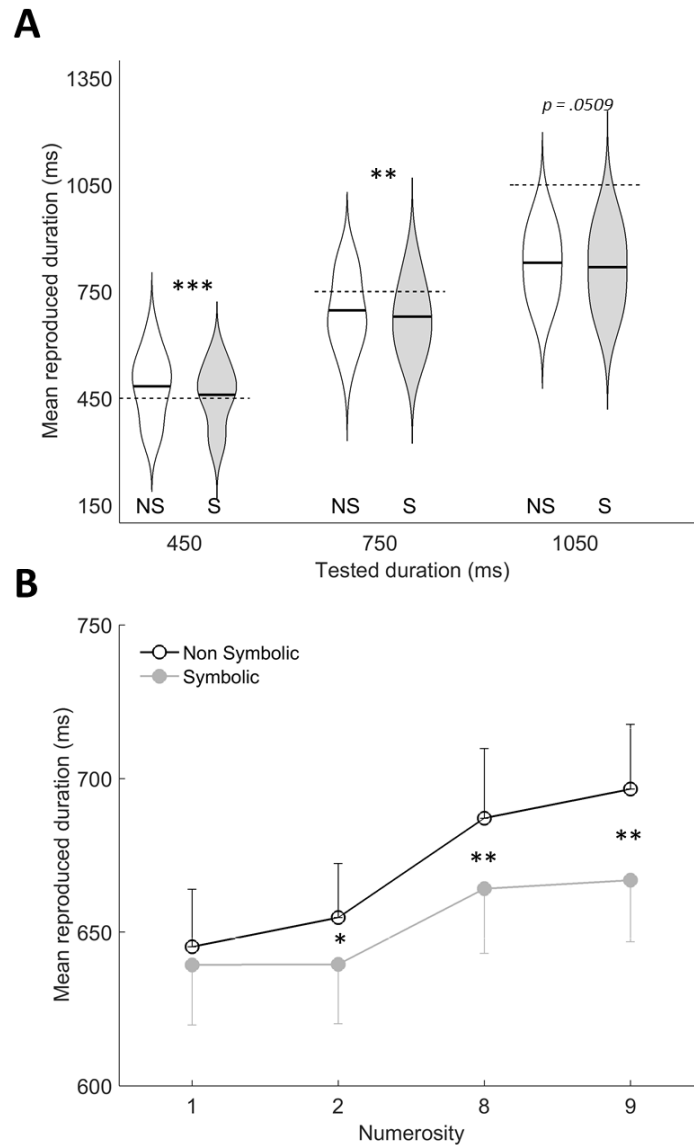 A
Mean reproduced duration (ms)
1350
1050
750
450
150
***
**
p = .0509
NS S NS S NS S
450 750 1050
Tested duration (ms)
B
Mean reproduced duration (ms)
750
700
650
600
Non Symbolic
Symbolic
*
**
**
1 2 8 9
Numerosity